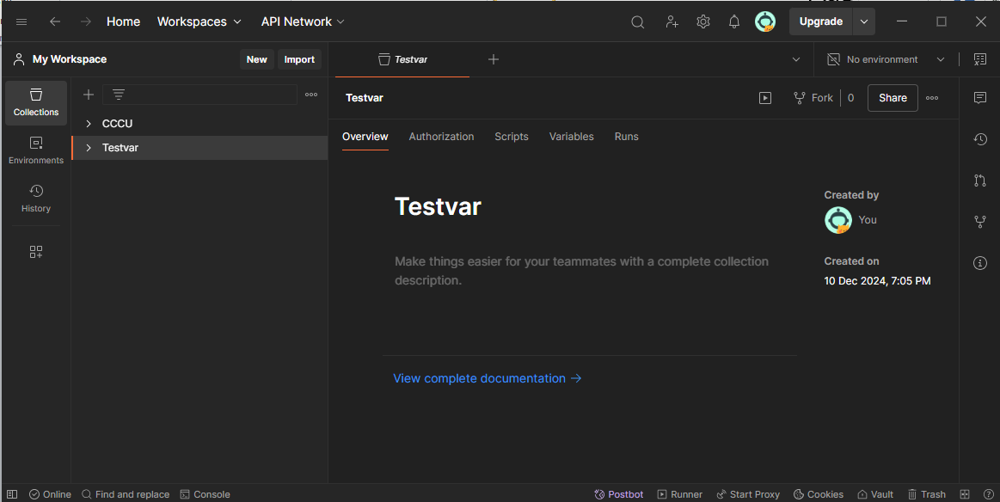 Home Workspaces API Network Upgrade
My Workspace New Import Testvar No environment
Collections
Environments
History
CCCU
Testvar
Testvar Fork 0 Share
Overview Authorization Scripts Variables Runs
Testvar
Make things easier for your teammates with a complete collection
description.
View complete documentation →
Created by
You
Created on
10 Dec 2024, 7:05 PM
Online Find and replace Console Postbot Runner Start Proxy Cookies Vault Trash